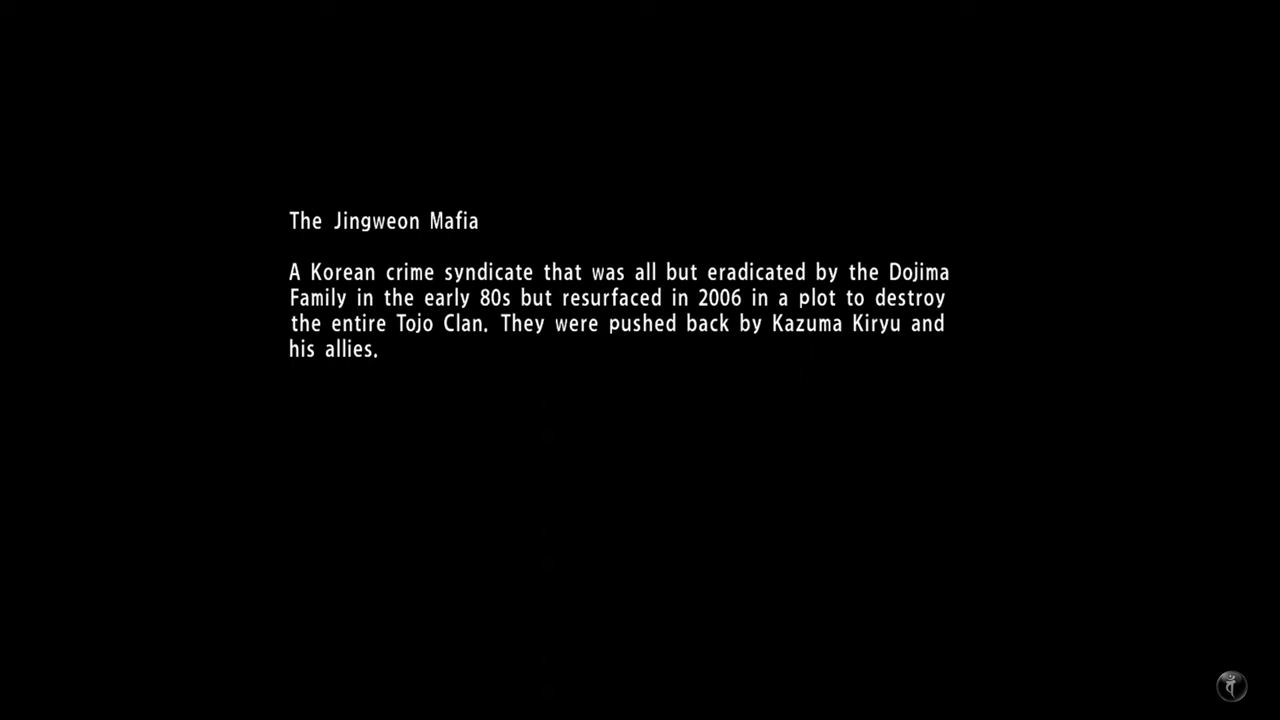 The Jingweon Mafia
A Korean crime syndicate that was all but eradicated by the Dojima
Family in the early 80s but resurfaced in 2006 in a plot to destroy
the entire Tojo Clan. They were pushed back by Kazuma Kiryu and
his allies.